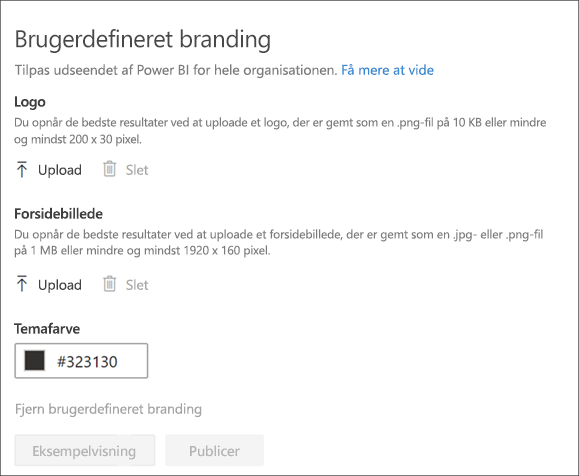 Brugerdefineret branding
Tilpas udseendet af Power BI for hele organisationen. Få mere at vide
Logo
Du opnår de bedste resultater ved at uploade et logo, der er gemt som en .png-fil på 10 KB eller mindre
og mindst 200 x 30 pixel.
Upload Slet
Forsidebillede
Du opnår de bedste resultater ved at uploade et forsidebillede, der er gemt som en .jpg- eller .png-fil
på 1 MB eller mindre og mindst 1920 x 160 pixel.
Upload Slet
Temafarve
#323130
Fjern brugerdefineret branding
Eksempelvisning Publicer